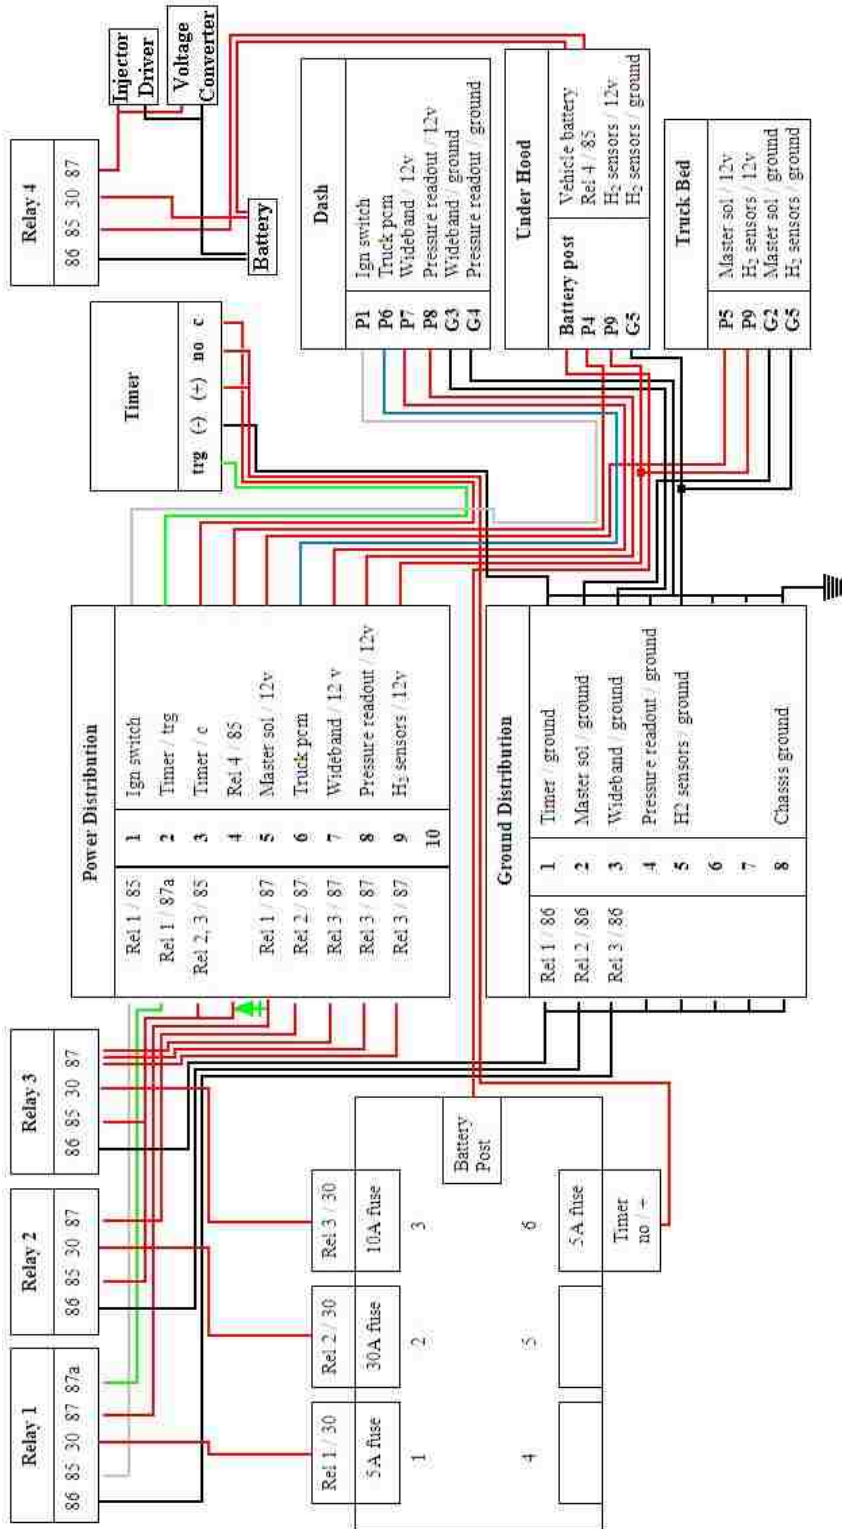 Relay 1
86 85 30 87 87a
Relay 2
86 85 30 87
Relay 3
86 85 30 87
Timer
trg (-) (+) no c
Relay 4
86 85 30 87
Injector
Driver
Voltage
Converter
Battery
Power Distribution
Rel 1 / 85 1 Ign switch
Rel 1 / 87a 2 Timer / trg
Rel 2, 3 / 85 3 Timer / c
4 Rel 4 / 85
Rel 1 / 87 5 Master sol / 12v
Rel 2 / 87 6 Truck pcm
Rel 3 / 87 7 Wideband / 12 v
Rel 3 / 87 8 Pressure readout / 12v
Rel 3 / 87 9 H₂ sensors / 12v
10
Dash
P1 Ign switch
P6 Truck pcm
P7 Wideband / 12v
P8 Pressure readout / 12v
G3 Wideband / ground
G4 Pressure readout / ground
Under Hood
Battery post Vehicle battery
P4 Rel 4 / 85
P9 H₂ sensors / 12v
G5 H₂ sensors / ground
Truck Bed
P5 Master sol / 12v
P9 H₂ sensors / 12v
G2 Master sol / ground
G5 H₂ sensors / ground
Ground Distribution
Rel 1 / 86 1 Timer / ground
Rel 2 / 86 2 Master sol / ground
Rel 3 / 86 3 Wideband / ground
4 Pressure readout / ground
5 H2 sensors / ground
6
7
8 Chassis ground
Rel 1 / 30
5A fuse
1
Rel 2 / 30
30A fuse
2
Rel 3 / 30
10A fuse
3
Battery
Post
4
5
6
5A fuse
Timer
no / +